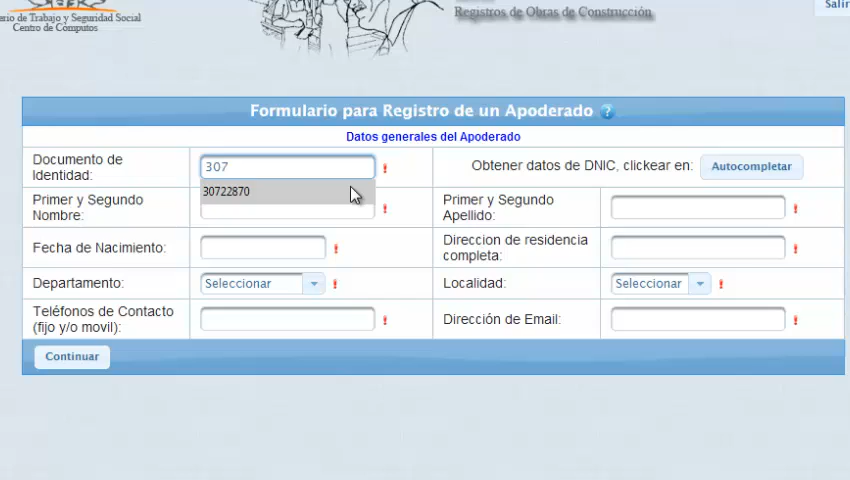 erio de Trabajo y Seguridad Social
Centro de Cómputos
Registros de Obras de Construcción
Salir
Formulario para Registro de un Apoderado ?
Datos generales del Apoderado
Documento de
Identidad:
307
!
Obtener datos de DNIC, clickear en:
Autocompletar
30722870
Primer y Segundo
Nombre:
!
Primer y Segundo
Apellido:
!
Fecha de Nacimiento:
!
Direccion de residencia
completa:
!
Departamento:
Seleccionar
!
Localidad:
Seleccionar
!
Teléfonos de Contacto
(fijo y/o movil):
!
Dirección de Email:
!
Continuar